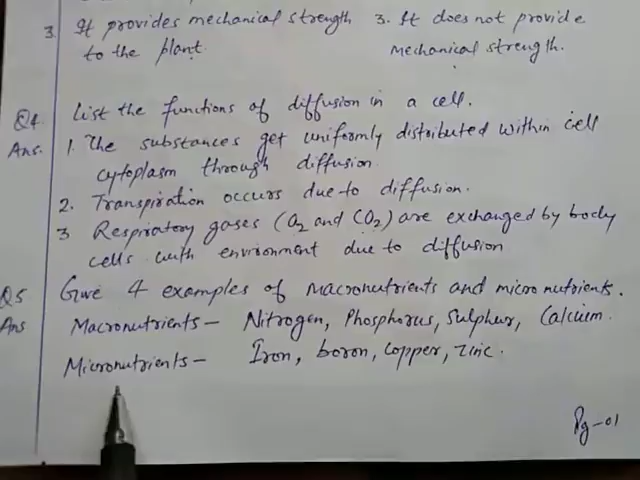 3. It provides mechanical strength 3. It does not provide
to the plant. mechanical strength.
Q4 List the functions of diffusion in a cell.
Ans. 1. The substances get uniformly distributed within cell
cytoplasm through diffusion
2. Transpiration occurs due to diffusion.
3 Respiratory gases (O2 and CO2) are exchanged by body
cells with environment due to diffusion
Q5 Give 4 examples of macronutrients and micronutrients.
Ans Macronutrients – Nitrogen, Phosphorus, Sulphur, Calcium.
Micronutrients – Iron, boron, Copper, Zinc.
Pg-01